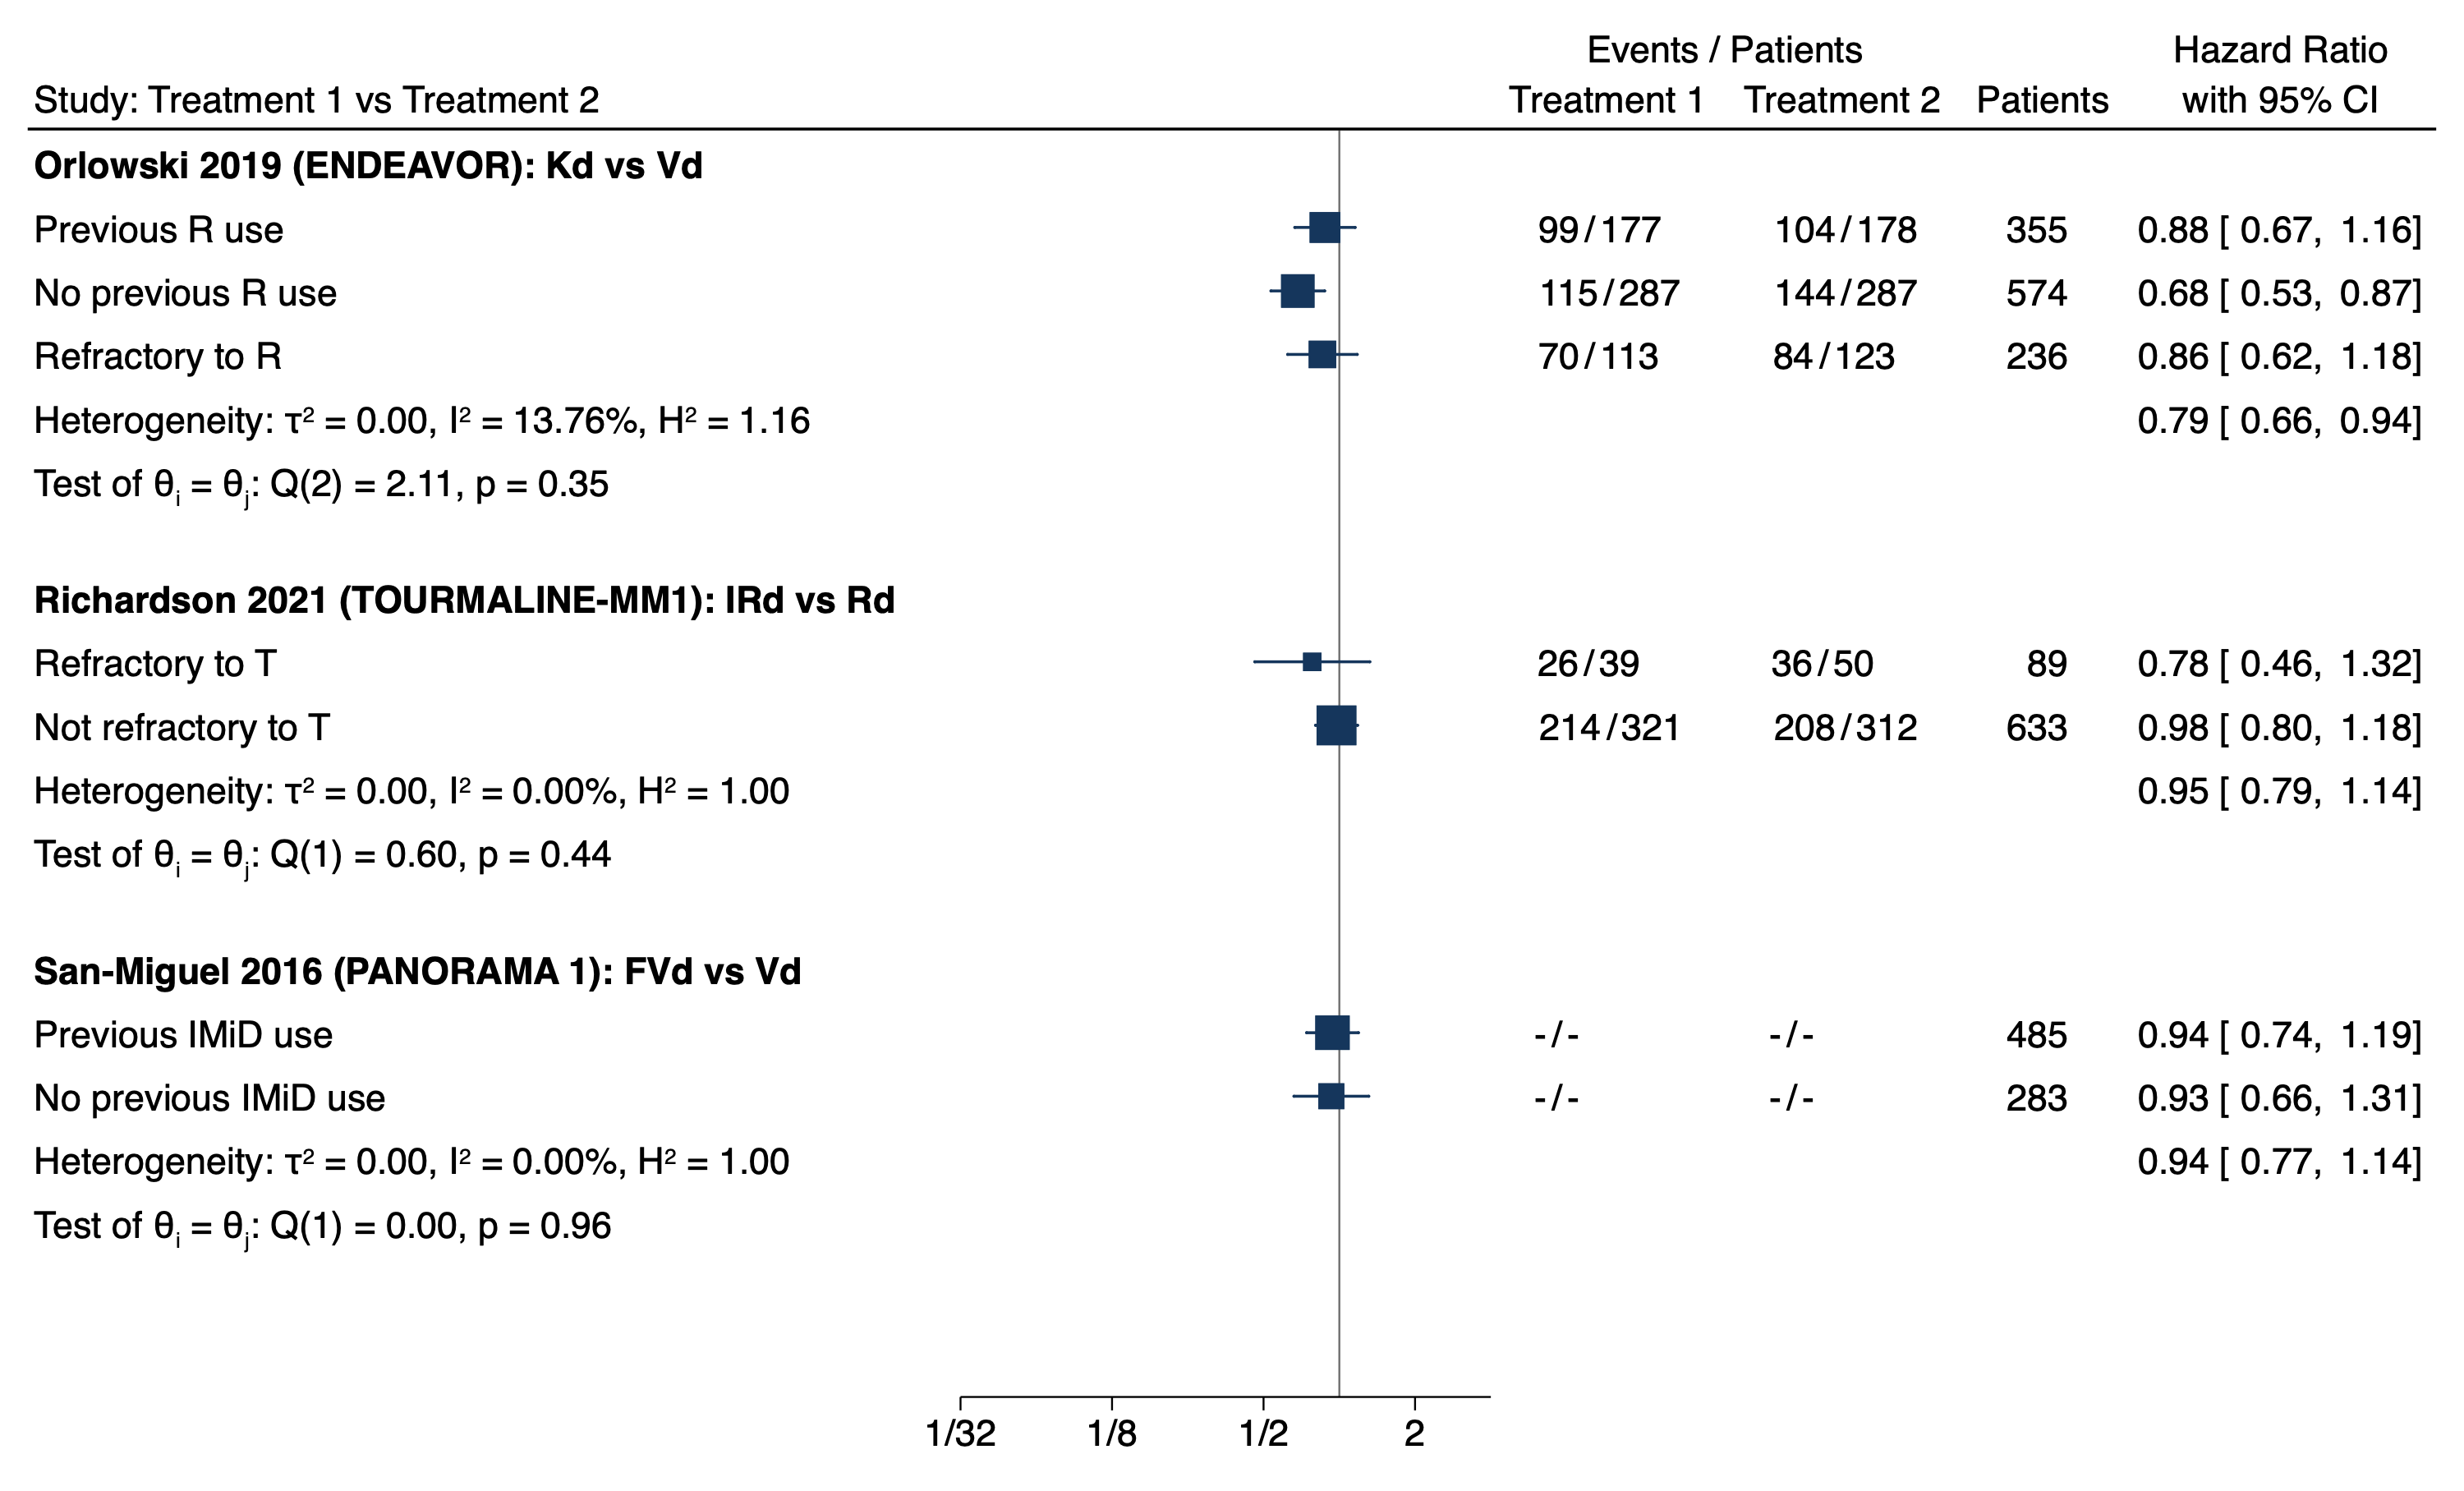 Events / Patients Hazard Ratio
Study: Treatment 1 vs Treatment 2 Treatment 1 Treatment 2 Patients with 95% CI
Orlowski 2019 (ENDEAVOR): Kd vs Vd
Previous R use 99/177 104/178 355 0.88 [ 0.67, 1.16]
No previous R use 115/287 144/287 574 0.68 [ 0.53, 0.87]
Refractory to R 70/113 84/123 236 0.86 [ 0.62, 1.18]
Heterogeneity: τ² = 0.00, I² = 13.76%, H² = 1.16 0.79 [ 0.66, 0.94]
Test of θᵢ = θⱼ: Q(2) = 2.11, p = 0.35
Richardson 2021 (TOURMALINE-MM1): IRd vs Rd
Refractory to T 26/39 36/50 89 0.78 [ 0.46, 1.32]
Not refractory to T 214/321 208/312 633 0.98 [ 0.80, 1.18]
Heterogeneity: τ² = 0.00, I² = 0.00%, H² = 1.00 0.95 [ 0.79, 1.14]
Test of θᵢ = θⱼ: Q(1) = 0.60, p = 0.44
San-Miguel 2016 (PANORAMA 1): FVd vs Vd
Previous IMiD use -/- -/- 485 0.94 [ 0.74, 1.19]
No previous IMiD use -/- -/- 283 0.93 [ 0.66, 1.31]
Heterogeneity: τ² = 0.00, I² = 0.00%, H² = 1.00 0.94 [ 0.77, 1.14]
Test of θᵢ = θⱼ: Q(1) = 0.00, p = 0.96
1/32 1/8 1/2 2